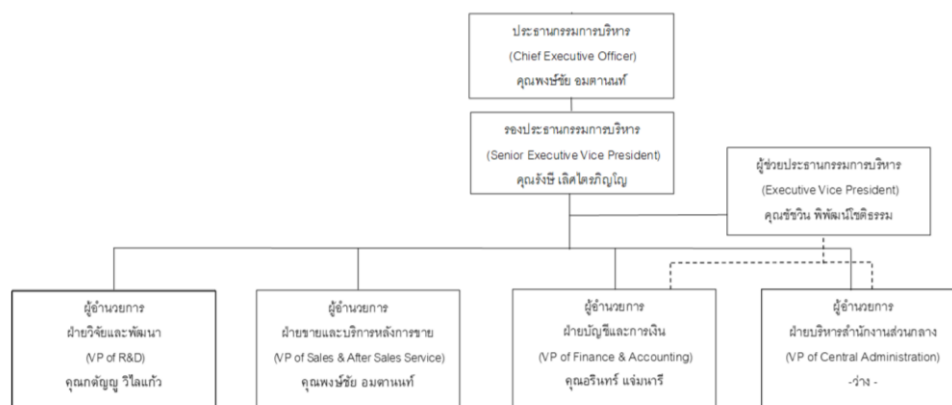 ประธานกรรมการบริหาร
(Chief Executive Officer)
คุณพงษ์ชัย อมตานนท์
รองประธานกรรมการบริหาร
(Senior Executive Vice President)
คุณรังษี เลิศไตรภิญโญ
ผู้ช่วยประธานกรรมการบริหาร
(Executive Vice President)
คุณชัชวิน พิพัฒน์โชติธรรม
ผู้อำนวยการ
ฝ่ายวิจัยและพัฒนา
(VP of R&D)
คุณกตัญญู วิไลแก้ว
ผู้อำนวยการ
ฝ่ายขายและบริการหลังการขาย
(VP of Sales & After Sales Service)
คุณพงษ์ชัย อมตานนท์
ผู้อำนวยการ
ฝ่ายบัญชีและการเงิน
(VP of Finance & Accounting)
คุณอรินทร์ แจ่มนารี
ผู้อำนวยการ
ฝ่ายบริหารสำนักงานส่วนกลาง
(VP of Central Administration)
-ว่าง -